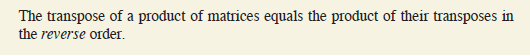 The transpose of a product of matrices equals the product of their transposes in
the reverse order.